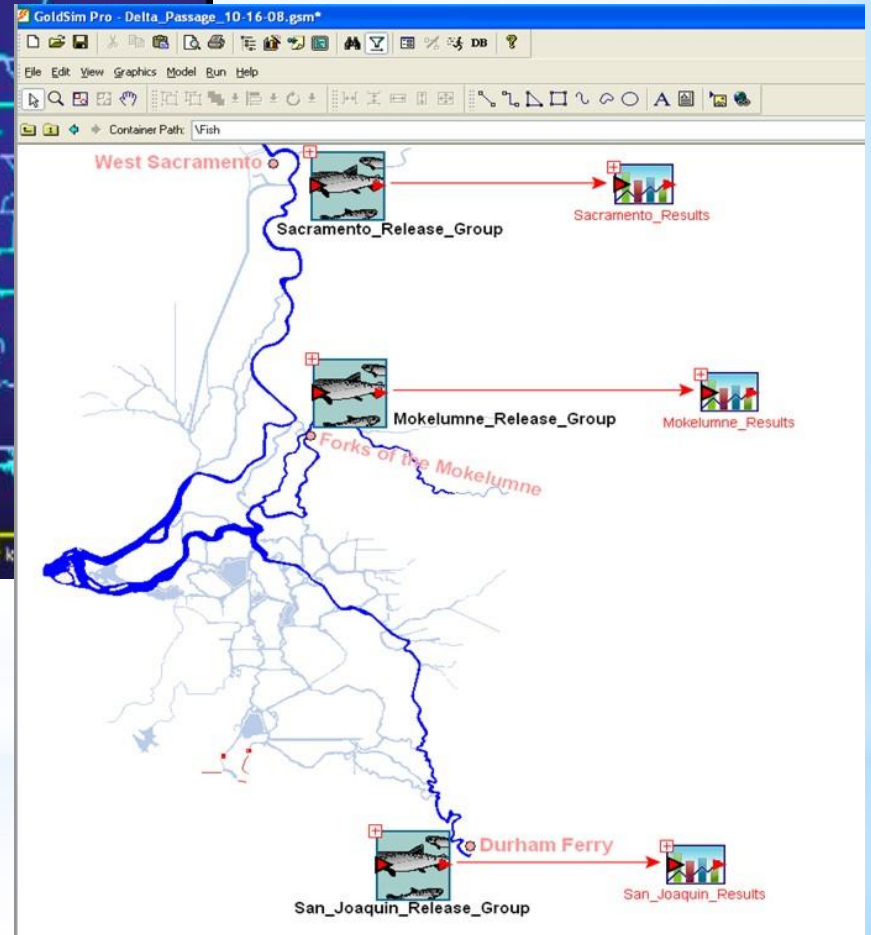 GoldSim Pro - Delta_Passage_10-16-08.gsm*
DB
File Edit View Graphics Model Run Help
A
Container Path: \Fish
West Sacramento
Sacramento_Release_Group
Sacramento_Results
Mokelumne_Release_Group
Mokelumne_Results
Forks of the Mokelumne
k
Durham Ferry
San_Joaquin_Release_Group
San_Joaquin_Results